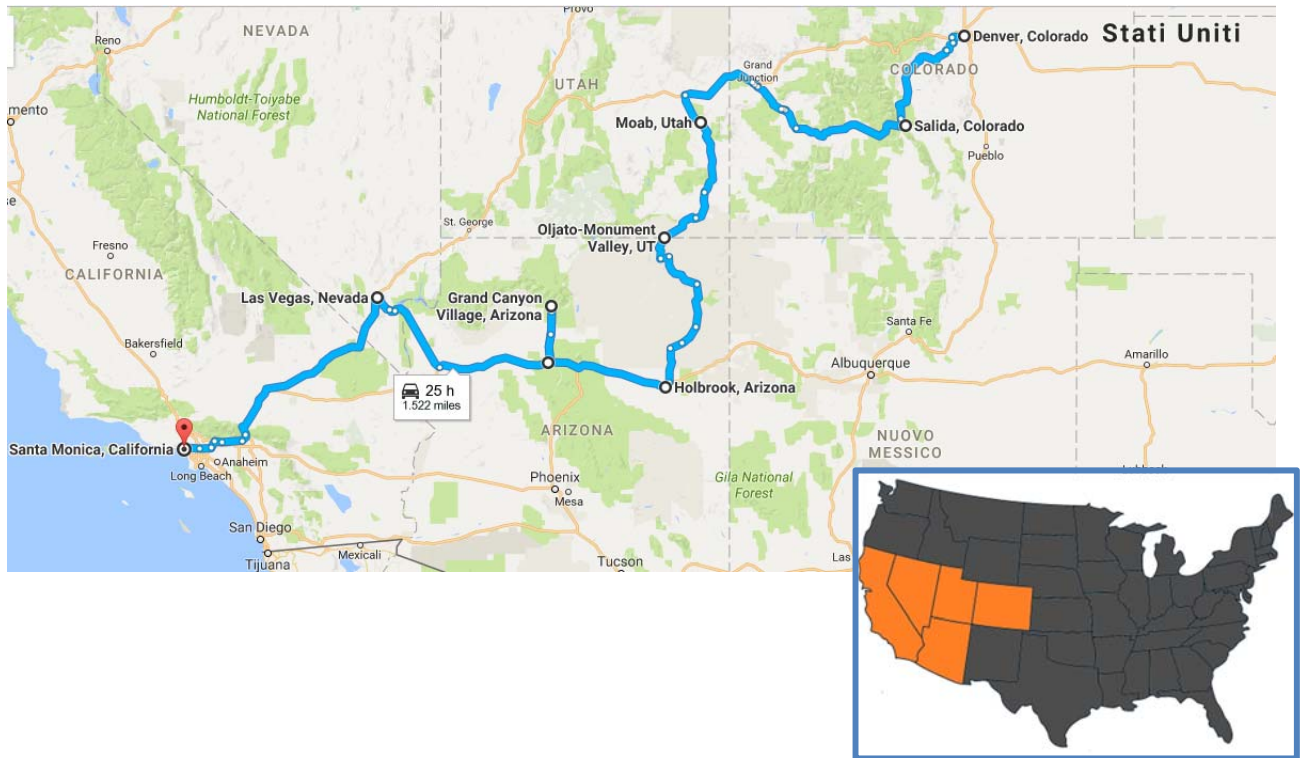 Provo
Reno
NEVADA
Denver, Colorado
Stati Uniti
Grand
Junction
COLORADO
UTAH
Humboldt-Toiyabe
National Forest
mento
Moab, Utah
Salida, Colorado
Pueblo
se
St. George
Oljato-Monument
Valley, UT
Fresno
CALIFORNIA
Las Vegas, Nevada
Grand Canyon
Village, Arizona
Santa Fe
Bakersfield
Albuquerque
Amarillo
25 h
1.522 miles
Holbrook, Arizona
ARIZONA
NUOVO
MESSICO
Santa Monica, California
Anaheim
Long Beach
Phoenix
Mesa
Gila National
Forest
San Diego
Tijuana
Mexicali
Tucson
Las